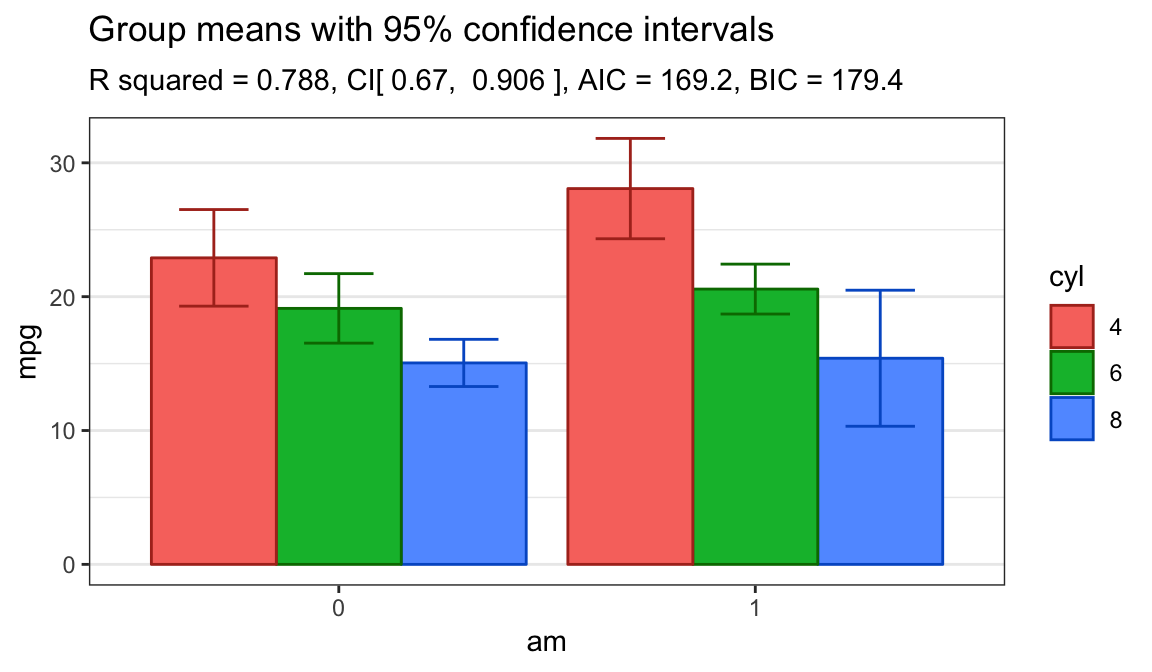 Group means with 95% confidence intervals
R squared = 0.788, CI[ 0.67,  0.906 ], AIC = 169.2, BIC = 179.4
mpg
30
20
10
0
0
1
am
cyl
4
6
8